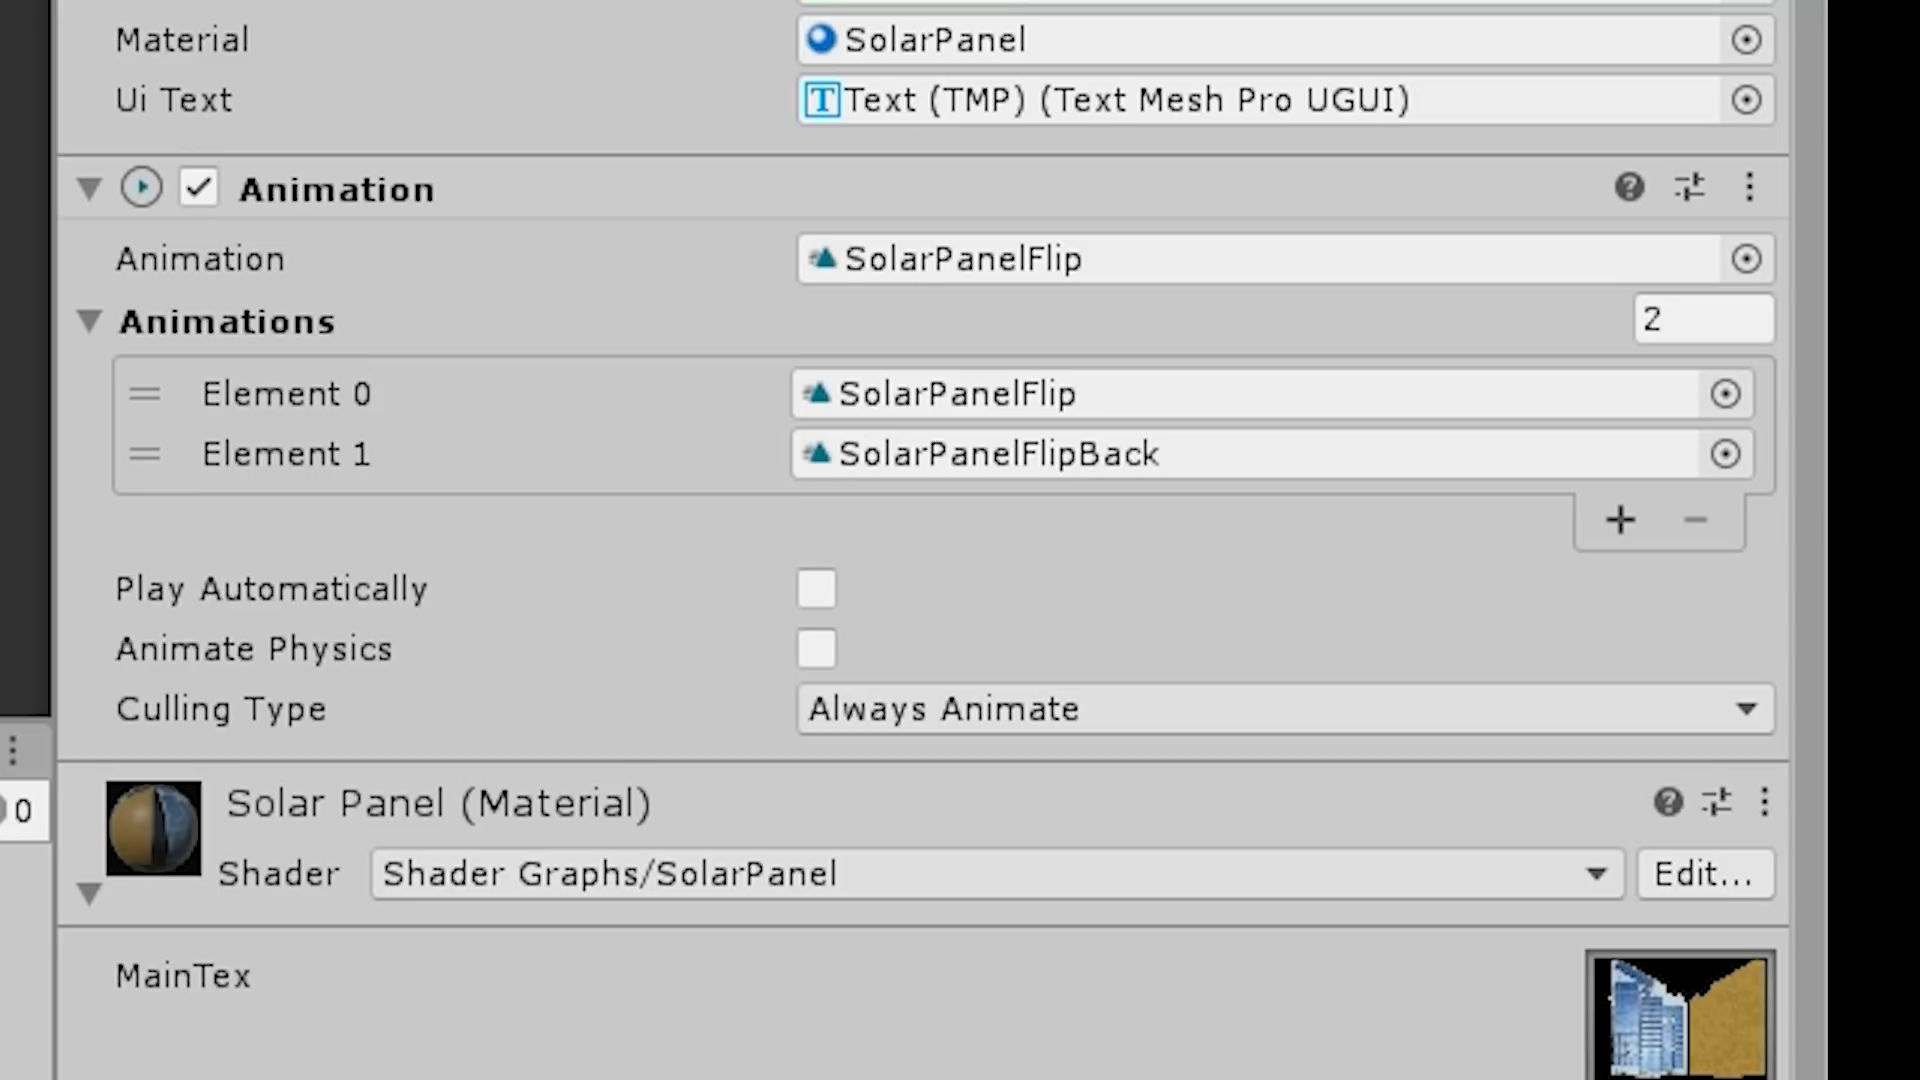 Material SolarPanel
Ui Text Text (TMP) (Text Mesh Pro UGUI)
Animation
Animation SolarPanelFlip
Animations 2
Element 0 SolarPanelFlip
Element 1 SolarPanelFlipBack
Play Automatically
Animate Physics
Culling Type Always Animate
0
Solar Panel (Material)
Shader Shader Graphs/SolarPanel Edit...
MainTex